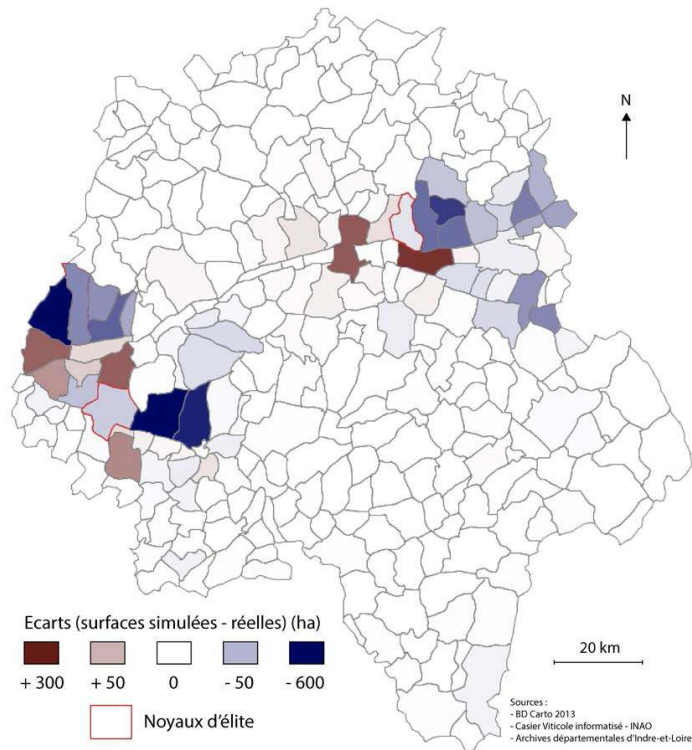 N
Ecarts (surfaces simulées - réelles) (ha)
+ 300 + 50 0 - 50 - 600
Noyaux d'élite
20 km
Sources :
- BD Carto 2013
- Casier Viticole informatisé - INAO
- Archives départementales d'Indre-et-Loire